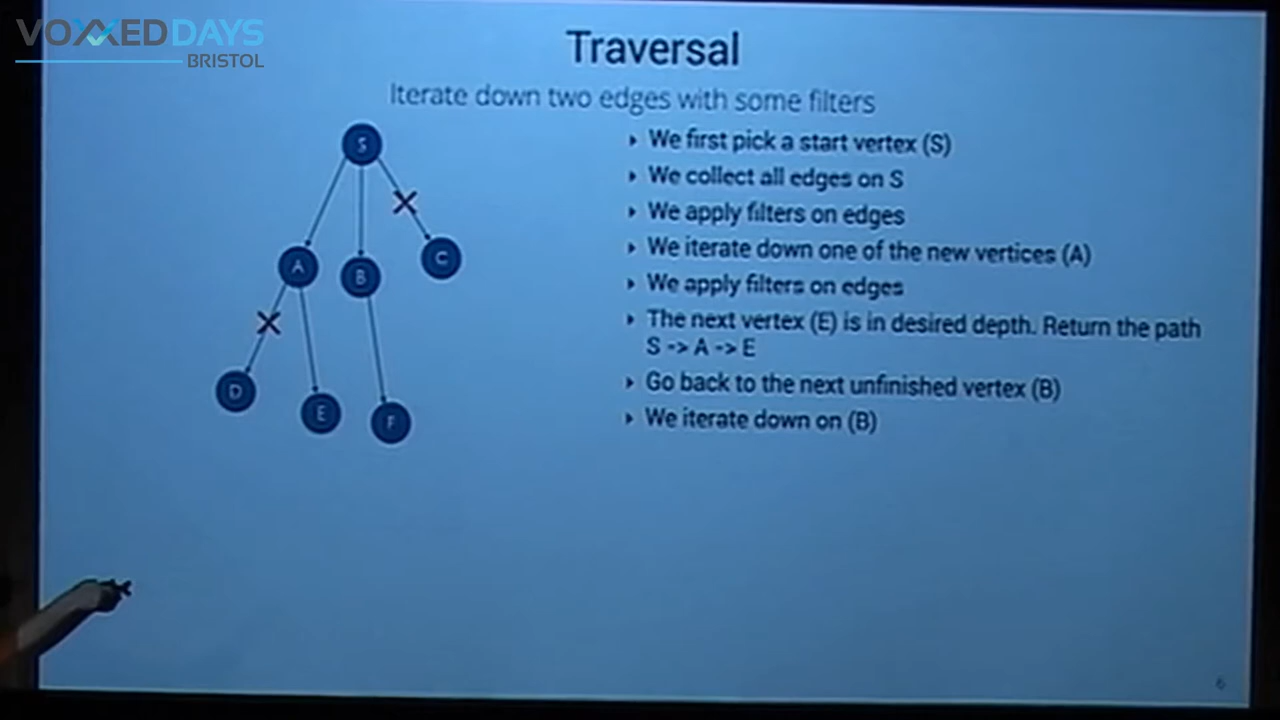 VOXXED DAYS
BRISTOL
Traversal
Iterate down two edges with some filters
S
A
B
C
D
E
F
We first pick a start vertex (S)
We collect all edges on S
We apply filters on edges
We iterate down one of the new vertices (A)
We apply filters on edges
The next vertex (E) is in desired depth. Return the path
S -> A -> E
Go back to the next unfinished vertex (B)
We iterate down on (B)
6